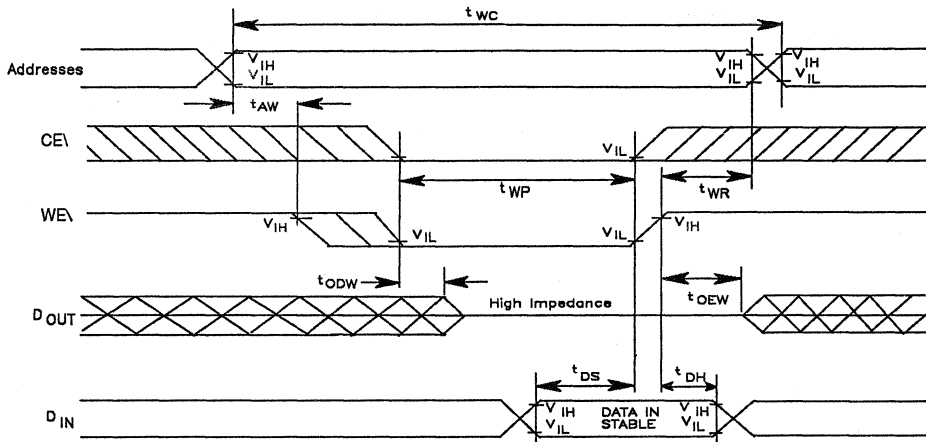 t WC
Addresses
V IH
V IL
V IH
V IL
V IH
V IL
t AW
CE\
V IL
t WP
t WR
WE\
V IH
V IL
V IL
V IH
t ODW
t OEW
D OUT
High Impedance
t DS
t DH
D IN
V IH
V IL
DATA IN
STABLE
V IH
V IL